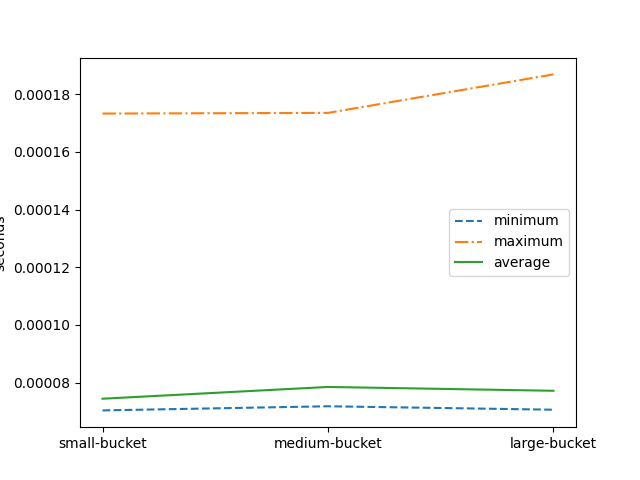 0.00018
0.00016
0.00014
0.00012
0.00010
0.00008
seconds
minimum
maximum
average
small-bucket
medium-bucket
large-bucket